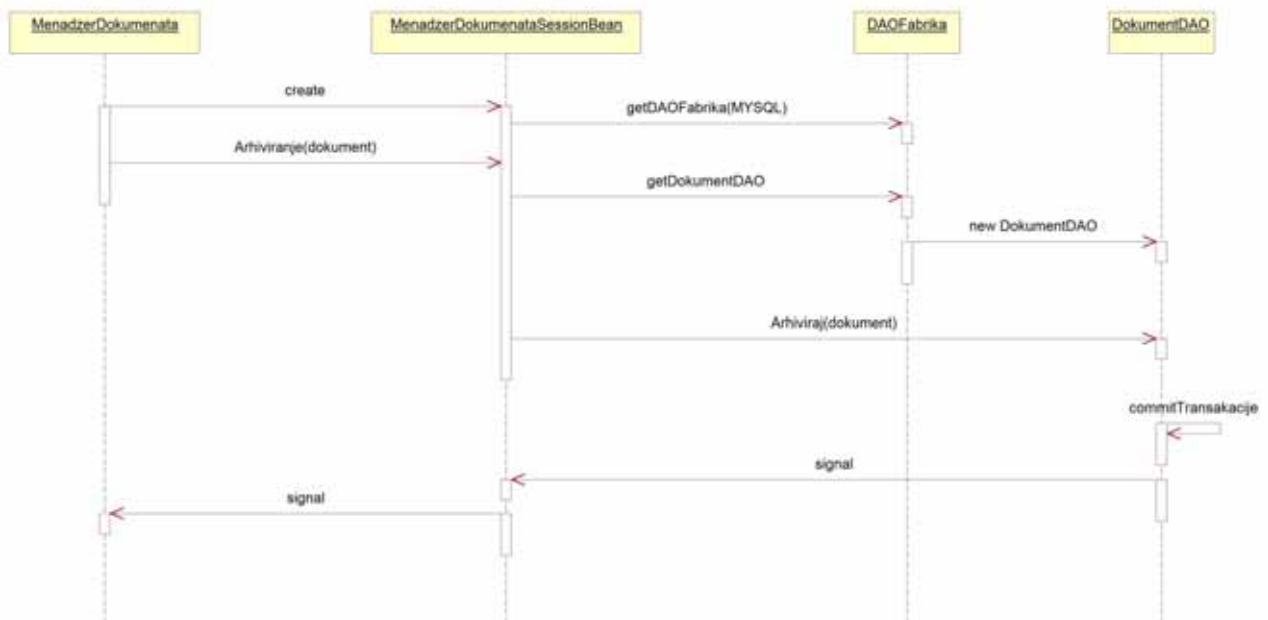 MenadzerDokumenata
MenadzerDokumenataSessionBean
DAOFabrika
DokumentDAO
create
getDAOFabrika(MYSQL)
Arhiviranje(dokument)
getDokumentDAO
new DokumentDAO
Arhiviraj(dokument)
commitTransakacije
signal
signal